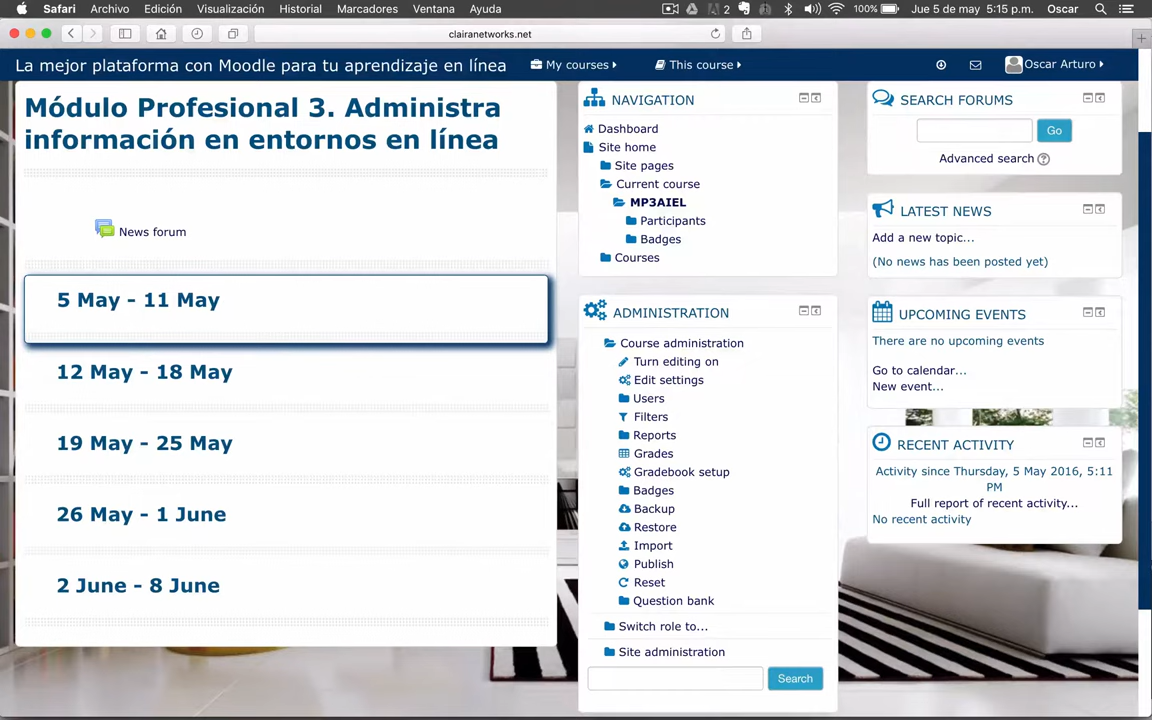 Safari Archivo Edición Visualización Historial Marcadores Ventana Ayuda 2 100% Jue 5 de may 5:15 p.m. Oscar
clairanetworks.net
La mejor plataforma con Moodle para tu aprendizaje en línea My courses This course Oscar Arturo
Módulo Profesional 3. Administra
información en entornos en línea
News forum
5 May - 11 May
12 May - 18 May
19 May - 25 May
26 May - 1 June
2 June - 8 June
NAVIGATION
Dashboard
Site home
Site pages
Current course
MP3AIEL
Participants
Badges
Courses
ADMINISTRATION
Course administration
Turn editing on
Edit settings
Users
Filters
Reports
Grades
Gradebook setup
Badges
Backup
Restore
Import
Publish
Reset
Question bank
Switch role to...
Site administration
Search
SEARCH FORUMS
Go
Advanced search ?
LATEST NEWS
Add a new topic...
(No news has been posted yet)
UPCOMING EVENTS
There are no upcoming events
Go to calendar...
New event...
RECENT ACTIVITY
Activity since Thursday, 5 May 2016, 5:11
PM
Full report of recent activity...
No recent activity